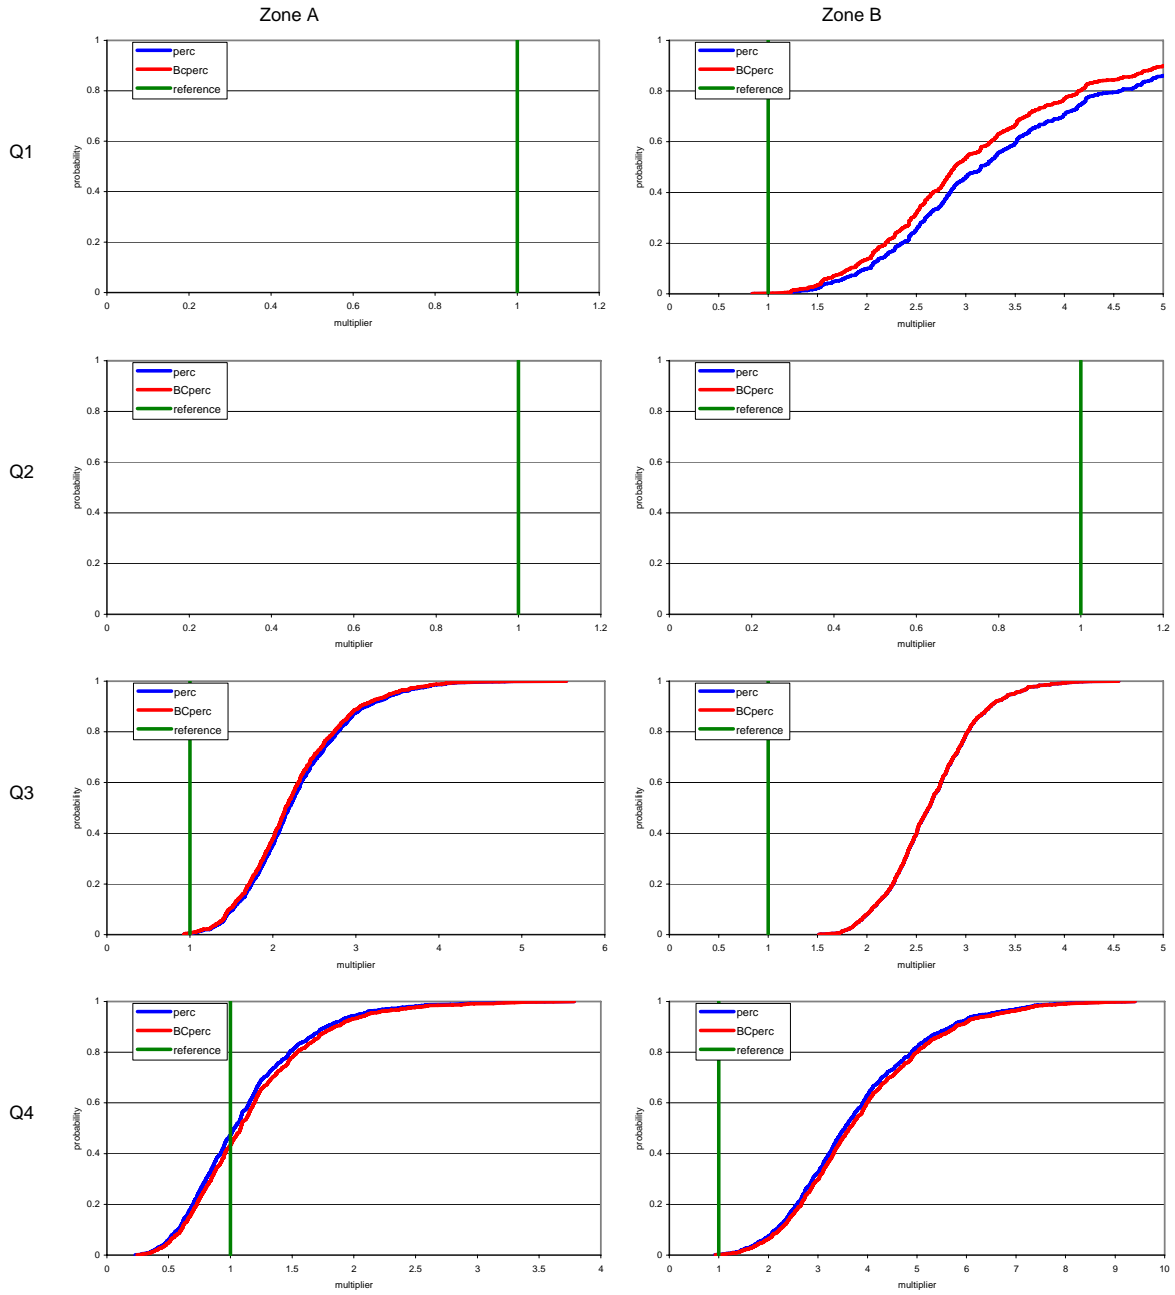 Zone A
Zone B
Q1
probability
1
0.8
0.6
0.4
0.2
0
perc
Bcperc
reference
0 0.2 0.4 0.6 0.8 1 1.2
multiplier
probability
1
0.8
0.6
0.4
0.2
0
perc
BCperc
reference
0 0.5 1 1.5 2 2.5 3 3.5 4 4.5 5
multiplier
Q2
probability
1
0.8
0.6
0.4
0.2
0
perc
BCperc
reference
0 0.2 0.4 0.6 0.8 1 1.2
multiplier
probability
1
0.8
0.6
0.4
0.2
0
perc
BCperc
reference
0 0.2 0.4 0.6 0.8 1 1.2
multiplier
Q3
probability
1
0.8
0.6
0.4
0.2
0
perc
BCperc
reference
0 1 2 3 4 5 6
multiplier
probability
1
0.8
0.6
0.4
0.2
0
perc
BCperc
reference
0 0.5 1 1.5 2 2.5 3 3.5 4 4.5 5
multiplier
Q4
probability
1
0.8
0.6
0.4
0.2
0
perc
BCperc
reference
0 0.5 1 1.5 2 2.5 3 3.5 4
multiplier
probability
1
0.8
0.6
0.4
0.2
0
perc
BCperc
reference
0 1 2 3 4 5 6 7 8 9 10
multiplier